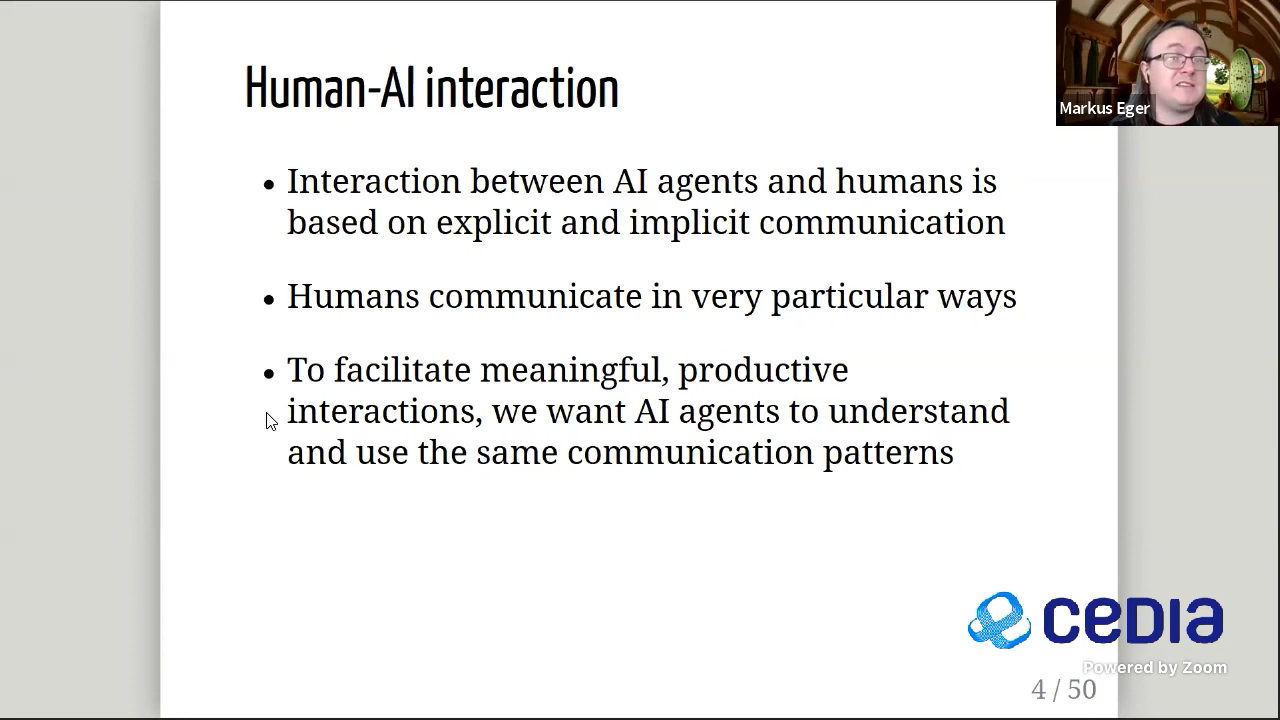 Human-AI interaction
Markus Eger
• Interaction between AI agents and humans is
based on explicit and implicit communication
• Humans communicate in very particular ways
• To facilitate meaningful, productive
interactions, we want AI agents to understand
and use the same communication patterns
CEDIA
Powered by Zoom
4 / 50